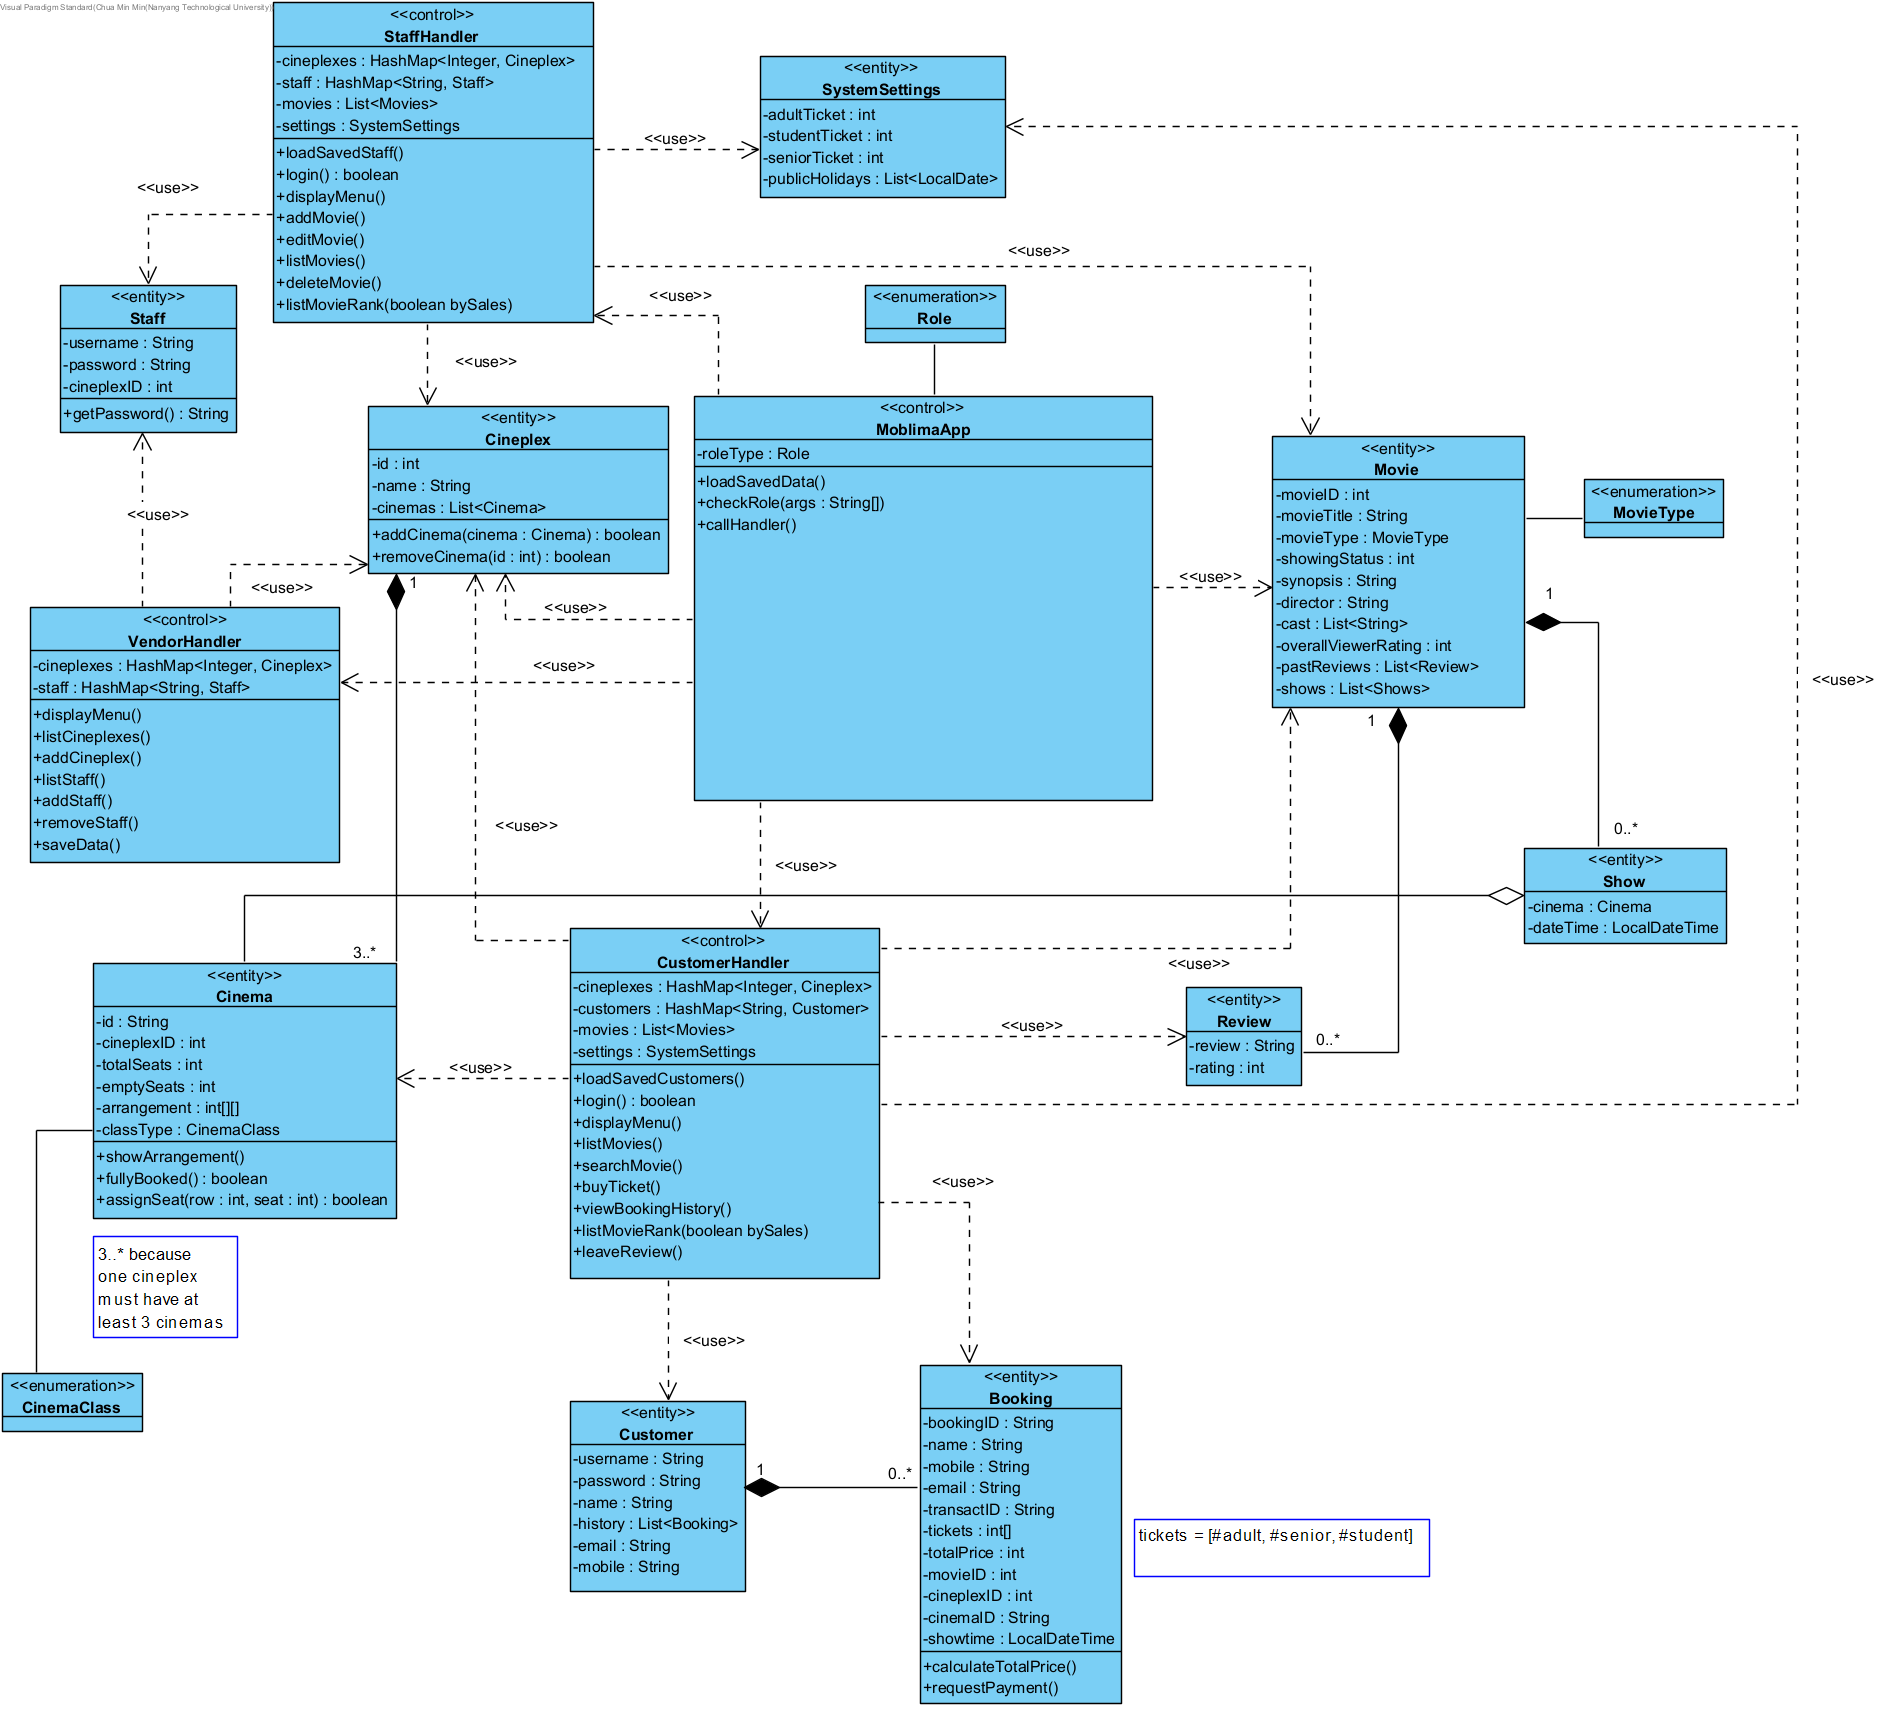 Visual Paradigm Standard(Chua Min Min(Nanyang Technological University)
<<control>>
StaffHandler
-cineplexes : HashMap<Integer, Cineplex>
-staff : HashMap<String, Staff>
-movies : List<Movies>
-settings : SystemSettings
+loadSavedStaff()
+login() : boolean
+displayMenu()
+addMovie()
+editMovie()
+listMovies()
+deleteMovie()
+listMovieRank(boolean bySales)
<<entity>>
SystemSettings
-adultTicket : int
-studentTicket : int
-seniorTicket : int
-publicHolidays : List<LocalDate>
<<use>>
<<use>>
<<use>>
<<use>>
<<use>>
<<entity>>
Staff
-username : String
-password : String
-cineplexID : int
+getPassword() : String
<<enumeration>>
Role
<<entity>>
Cineplex
-id : int
-name : String
-cinemas : List<Cinema>
+addCinema(cinema : Cinema) : boolean
+removeCinema(id : int) : boolean
<<control>>
MoblimaApp
-roleType : Role
+loadSavedData()
+checkRole(args : String[])
+callHandler()
<<entity>>
Movie
-movieID : int
-movieTitle : String
-movieType : MovieType
-showingStatus : int
-synopsis : String
-director : String
-cast : List<String>
-overallViewerRating : int
-pastReviews : List<Review>
-shows : List<Shows>
<<enumeration>>
MovieType
<<use>>
<<use>>
1
<<use>>
<<use>>
1
<<use>>
<<use>>
1
<<control>>
VendorHandler
-cineplexes : HashMap<Integer, Cineplex>
-staff : HashMap<String, Staff>
+displayMenu()
+listCineplexes()
+addCineplex()
+listStaff()
+addStaff()
+removeStaff()
+saveData()
<<use>>
<<use>>
0..*
<<entity>>
Show
-cinema : Cinema
-dateTime : LocalDateTime
3..*
<<entity>>
Cinema
-id : String
-cineplexID : int
-totalSeats : int
-emptySeats : int
-arrangement : int[][]
-classType : CinemaClass
+showArrangement()
+fullyBooked() : boolean
+assignSeat(row : int, seat : int) : boolean
<<control>>
CustomerHandler
-cineplexes : HashMap<Integer, Cineplex>
-customers : HashMap<String, Customer>
-movies : List<Movies>
-settings : SystemSettings
+loadSavedCustomers()
+login() : boolean
+displayMenu()
+listMovies()
+searchMovie()
+buyTicket()
+viewBookingHistory()
+listMovieRank(boolean bySales)
+leaveReview()
<<use>>
<<use>>
<<use>>
<<entity>>
Review
-review : String
-rating : int
0..*
<<use>>
3..* because
one cineplex
must have at
least 3 cinemas
<<use>>
<<enumeration>>
CinemaClass
<<entity>>
Customer
-username : String
-password : String
-name : String
-history : List<Booking>
-email : String
-mobile : String
1
0..*
<<entity>>
Booking
-bookingID : String
-name : String
-mobile : String
-email : String
-transactID : String
-tickets : int[]
-totalPrice : int
-movieID : int
-cineplexID : int
-cinemaID : String
-showtime : LocalDateTime
+calculateTotalPrice()
+requestPayment()
tickets = [#adult, #senior, #student]